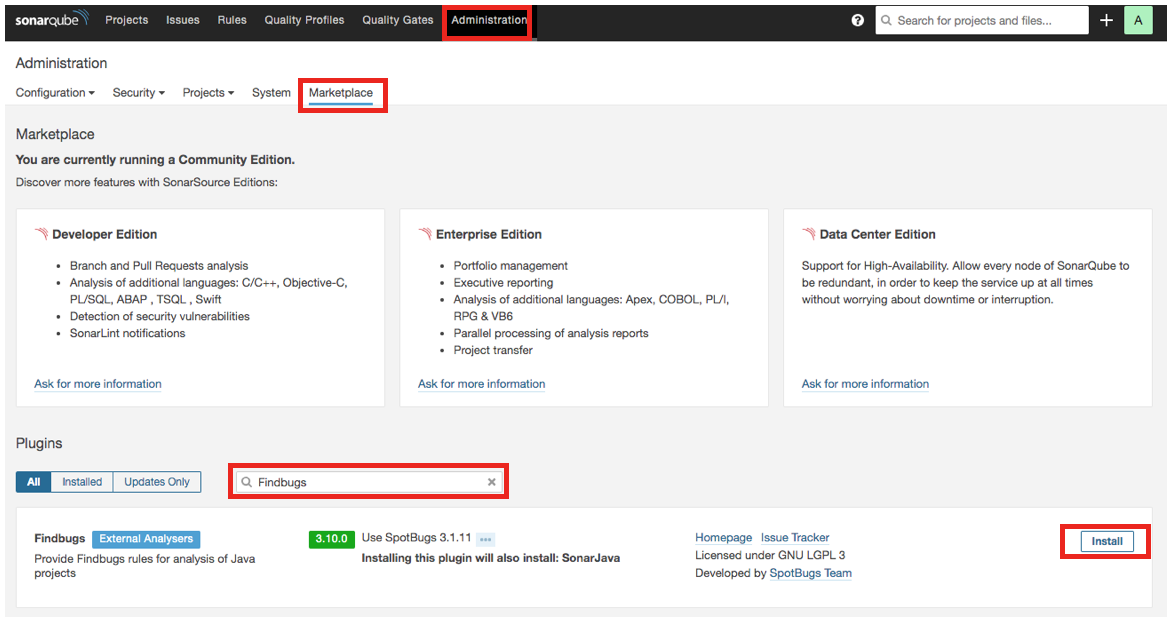 sonarqube Projects Issues Rules Quality Profiles Quality Gates Administration ? Search for projects and files... + A
Administration
Configuration Security Projects System Marketplace
Marketplace
You are currently running a Community Edition.
Discover more features with SonarSource Editions:
Developer Edition
• Branch and Pull Requests analysis
• Analysis of additional languages: C/C++, Objective-C,
PL/SQL, ABAP , TSQL , Swift
• Detection of security vulnerabilities
• SonarLint notifications
Ask for more information
Enterprise Edition
• Portfolio management
• Executive reporting
• Analysis of additional languages: Apex, COBOL, PL/I,
RPG & VB6
• Parallel processing of analysis reports
• Project transfer
Ask for more information
Data Center Edition
Support for High-Availability. Allow every node of SonarQube to
be redundant, in order to keep the service up at all times
without worrying about downtime or interruption.
Ask for more information
Plugins
All Installed Updates Only Findbugs
Findbugs External Analysers
Provide Findbugs rules for analysis of Java
projects
3.10.0 Use SpotBugs 3.1.11 •••
Installing this plugin will also install: SonarJava
Homepage Issue Tracker
Licensed under GNU LGPL 3
Developed by SpotBugs Team
Install